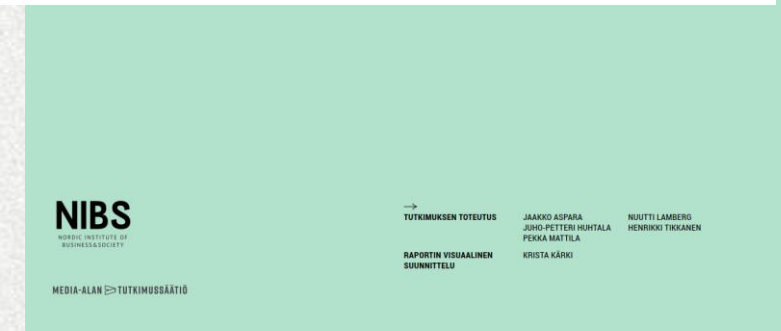 NIBS
NORDIC INSTITUTE OF
BUSINESS&SOCIETY
MEDIA-ALAN TUTKIMUSSÄÄTIÖ
→
TUTKIMUKSEN TOTEUTUS
JAAKKO ASPARA
JUHO-PETTERI HUHTALA
PEKKA MATTILA
NUUTTI LAMBERG
HENRIKKI TIKKANEN
RAPORTIN VISUAALINEN
SUUNNITTELU
KRISTA KÄRKI